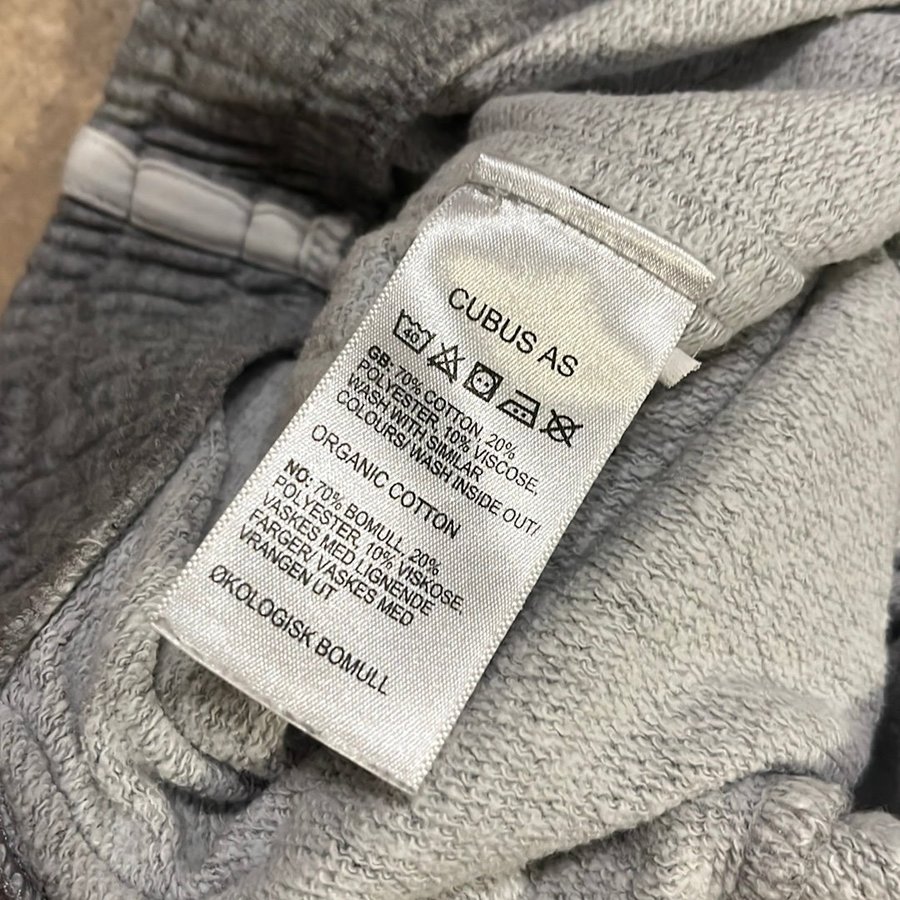 CUBUS AS
40
GB: 70% COTTON, 20%
POLYESTER, 10% VISCOSE,
WASH WITH SIMILAR
COLOURS/ WASH INSIDE OUT/
ORGANIC COTTON
NO: 70% BOMULL, 20%
POLYESTER, 10% VISKOSE,
VASKES MED LIGNENDE
FARGER/ VASKES MED
VRANGEN UT
ØKOLOGISK BOMULL